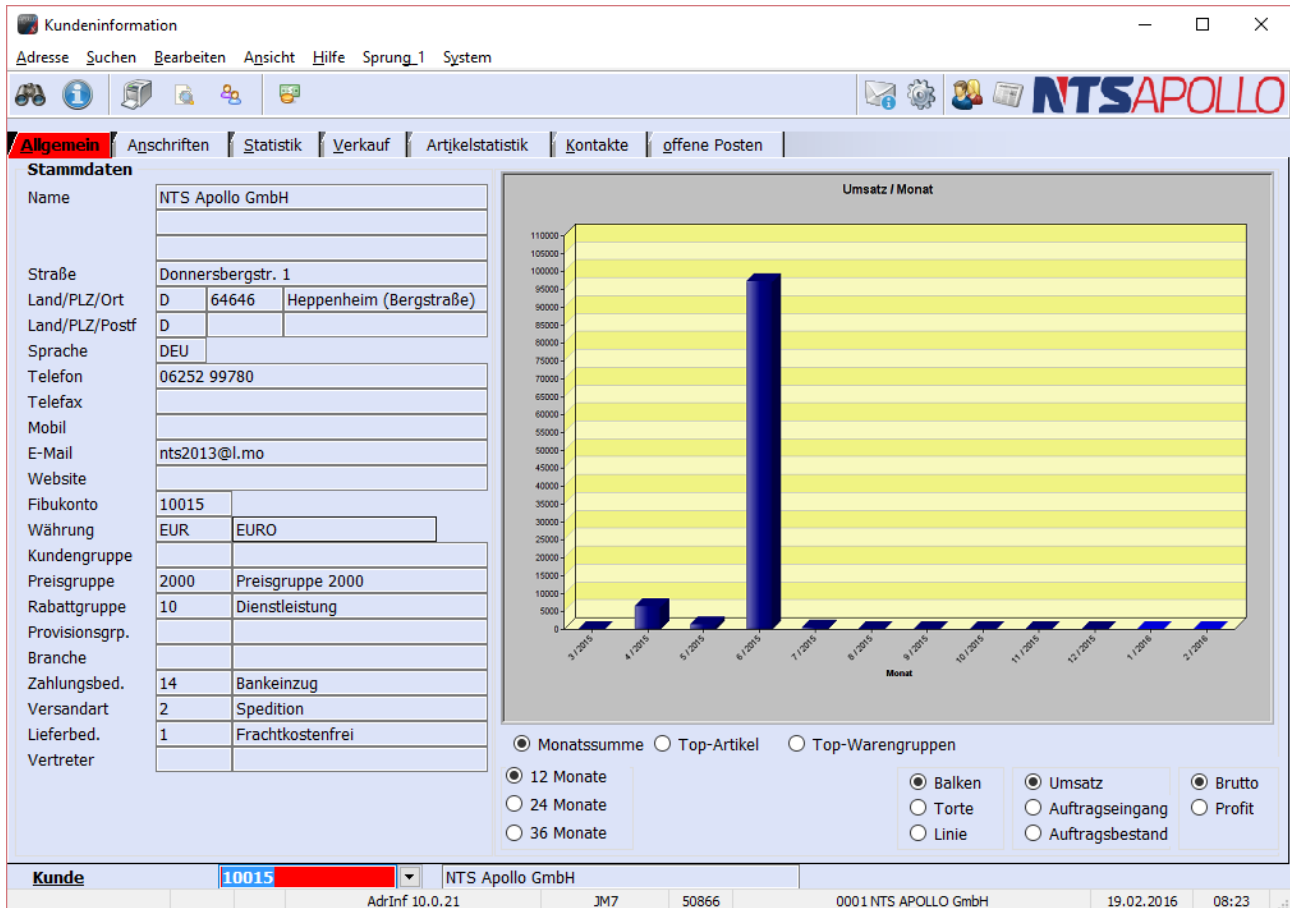 Kundeninformation
Adresse Suchen Bearbeiten Ansicht Hilfe Sprung_1 System
NTSAPOLLO
Allgemein Anschriften Statistik Verkauf Artikelstatistik Kontakte offene Posten
Stammdaten
Name NTS Apollo GmbH
Straße Donnersbergstr. 1
Land/PLZ/Ort D 64646 Heppenheim (Bergstraße)
Land/PLZ/Postf D
Sprache DEU
Telefon 06252 99780
Telefax
Mobil
E-Mail nts2013@l.mo
Website
Fibukonto 10015
Währung EUR EURO
Kundengruppe
Preisgruppe 2000 Preisgruppe 2000
Rabattgruppe 10 Dienstleistung
Provisionsgrp.
Branche
Zahlungsbed. 14 Bankeinzug
Versandart 2 Spedition
Lieferbed. 1 Frachtkostenfrei
Vertreter
Umsatz / Monat
110000
105000
100000
95000
90000
85000
80000
75000
70000
65000
60000
55000
50000
45000
40000
35000
30000
25000
20000
15000
10000
5000
0
3 / 2015 4 / 2015 5 / 2015 6 / 2015 7 / 2015 8 / 2015 9 / 2015 10 / 2015 11 / 2015 12 / 2015 1 / 2016 2 / 2016
Monat
Monatssumme Top-Artikel Top-Warengruppen
12 Monate Balken Umsatz Brutto
24 Monate Torte Auftragseingang Profit
36 Monate Linie Auftragsbestand
Kunde 10015 NTS Apollo GmbH
AdrInf 10.0.21 JM7 50866 0001 NTS APOLLO GmbH 19.02.2016 08:23